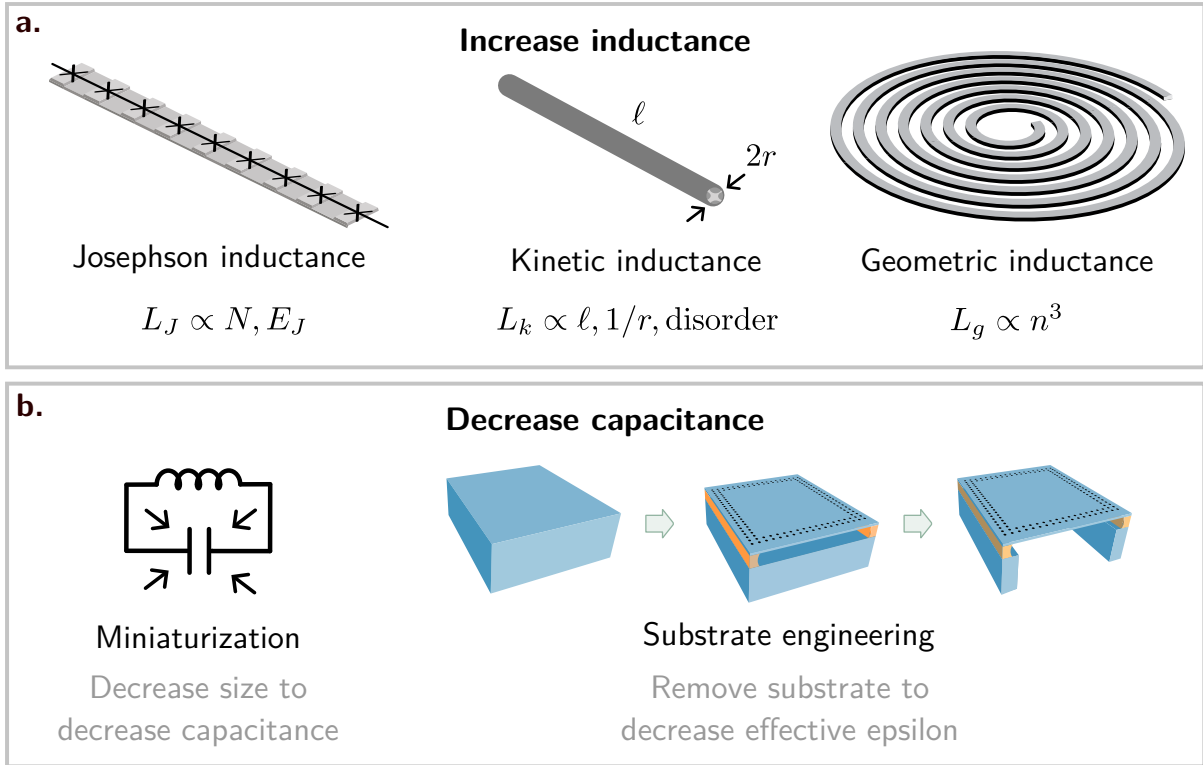 a.
Increase inductance
ℓ
2r
Josephson inductance
Kinetic inductance
Geometric inductance
L_J ∝ N, E_J
L_k ∝ ℓ, 1/r, disorder
L_g ∝ n^3
b.
Decrease capacitance
Miniaturization
Decrease size to
decrease capacitance
Substrate engineering
Remove substrate to
decrease effective epsilon